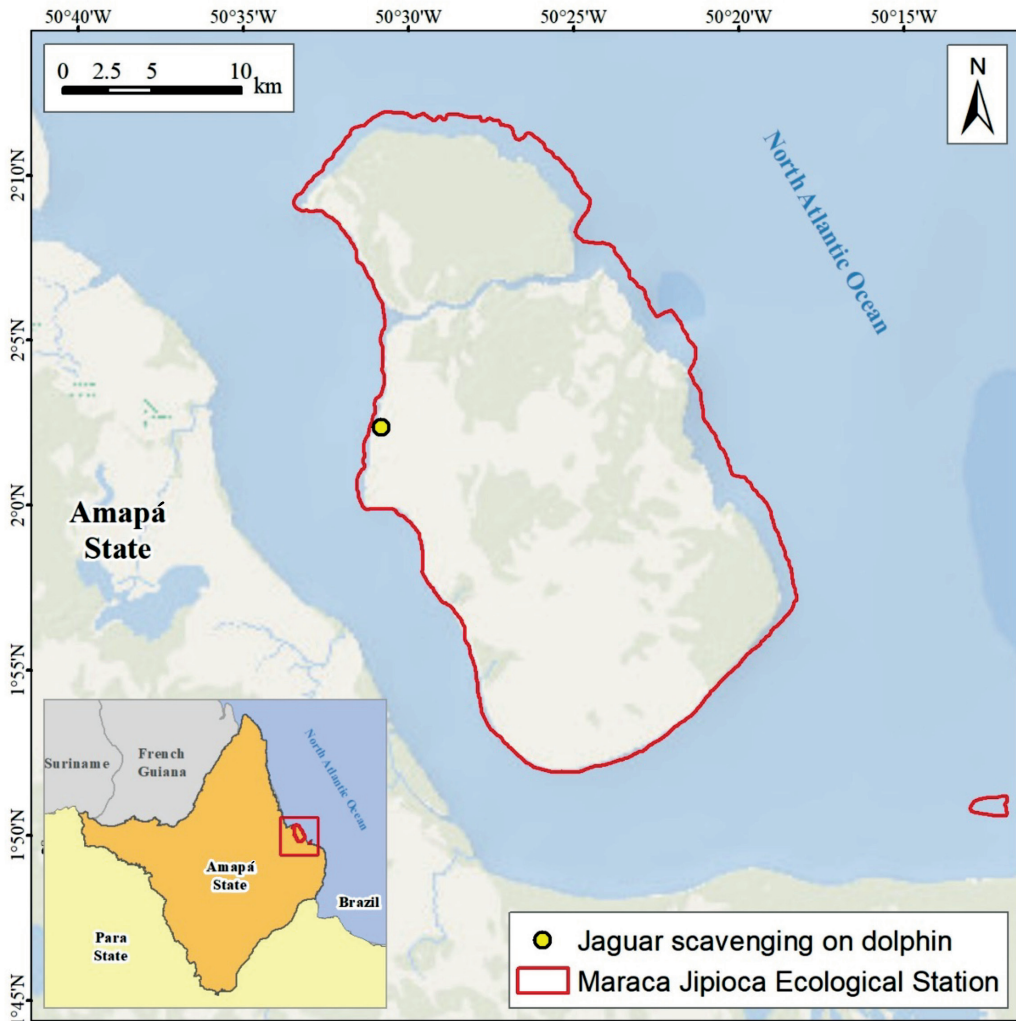 50°40'W 50°35'W 50°30'W 50°25'W 50°20'W 50°15'W
0 2.5 5 10
km
N
North Atlantic Ocean
2°10'N
2°5'N
2°0'N
1°55'N
1°50'N
1°45'N
Amapá
State
Suriname
French
Guiana
North Atlantic Ocean
Amapá
State
Brazil
Para
State
Jaguar scavenging on dolphin
Maraca Jipioca Ecological Station